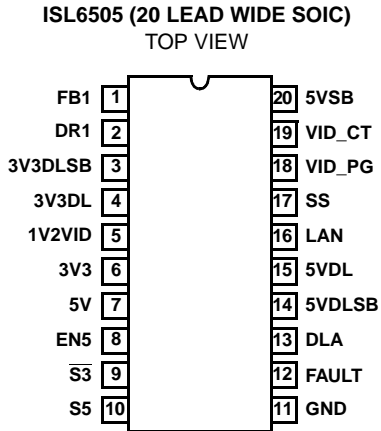 ISL6505 (20 LEAD WIDE SOIC)
TOP VIEW
FB1 1 20 5VSB
DR1 2 19 VID_CT
3V3DLSB 3 18 VID_PG
3V3DL 4 17 SS
1V2VID 5 16 LAN
3V3 6 15 5VDL
5V 7 14 5VDLSB
EN5 8 13 DLA
S̅3̅ 9 12 FAULT
S5 10 11 GND